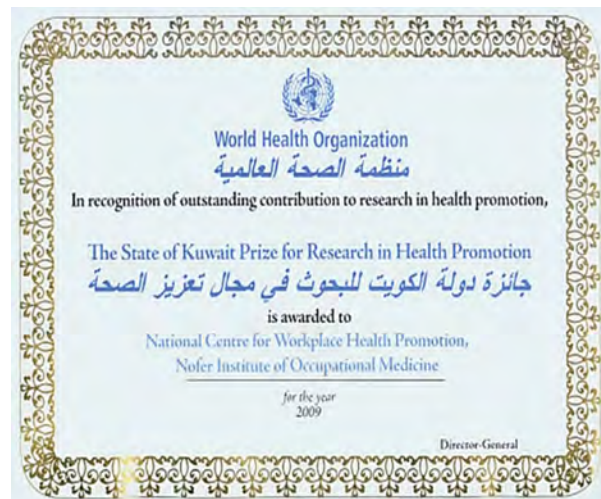 World Health Organization
منظمة الصحة العالمية
In recognition of outstanding contribution to research in health promotion,
The State of Kuwait Prize for Research in Health Promotion
جائزة دولة الكويت للبحوث في مجال تعزيز الصحة
is awarded to
National Centre for Workplace Health Promotion,
Nofer Institute of Occupational Medicine
for the year
2009
Director-General